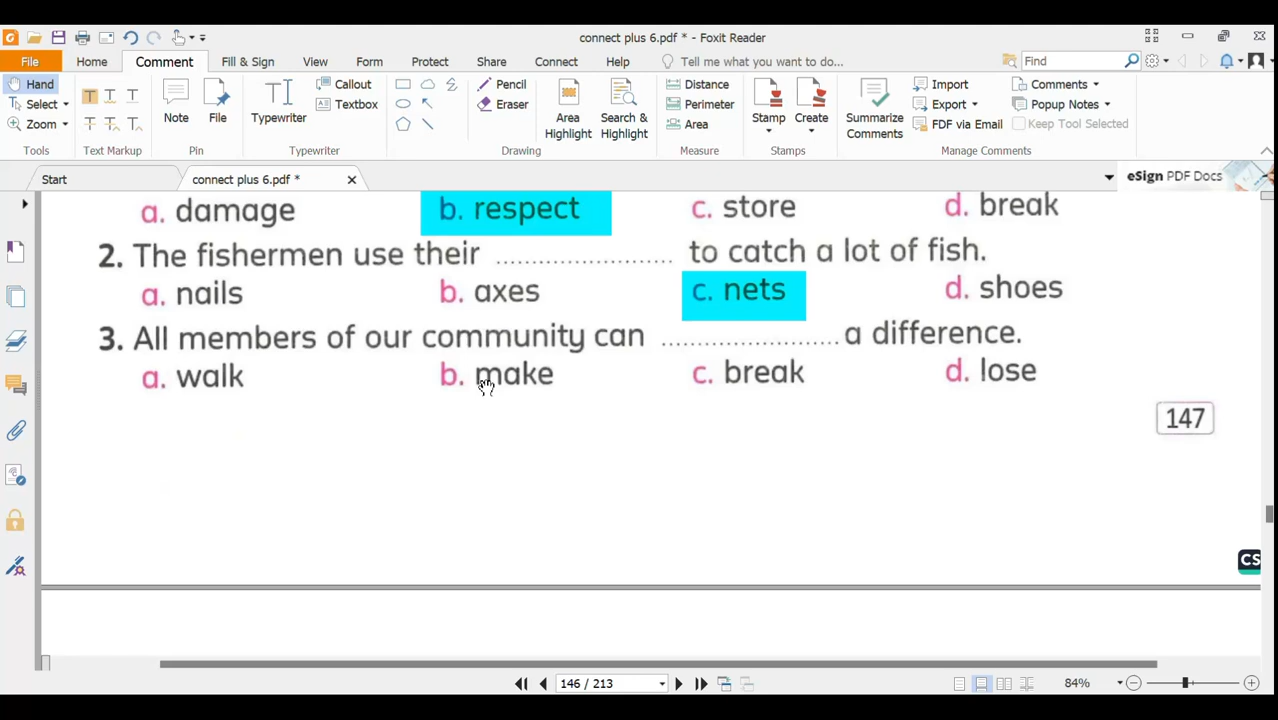 connect plus 6.pdf * - Foxit Reader
File Home Comment Fill & Sign View Form Protect Share Connect Help Tell me what you want to do... Find
Hand
Select
Zoom
Tools
Text Markup
Note
File
Pin
Typewriter
Callout
Textbox
Typewriter
Pencil
Eraser
Area Highlight
Search & Highlight
Drawing
Distance
Perimeter
Area
Measure
Stamp
Create
Stamps
Summarize Comments
Import
Export
FDF via Email
Comments
Popup Notes
Keep Tool Selected
Manage Comments
Start connect plus 6.pdf * eSign PDF Docs
a. damage b. respect c. store d. break
2. The fishermen use their ........................ to catch a lot of fish.
a. nails b. axes c. nets d. shoes
3. All members of our community can ........................ a difference.
a. walk b. make c. break d. lose
147
CS
146 / 213 84%